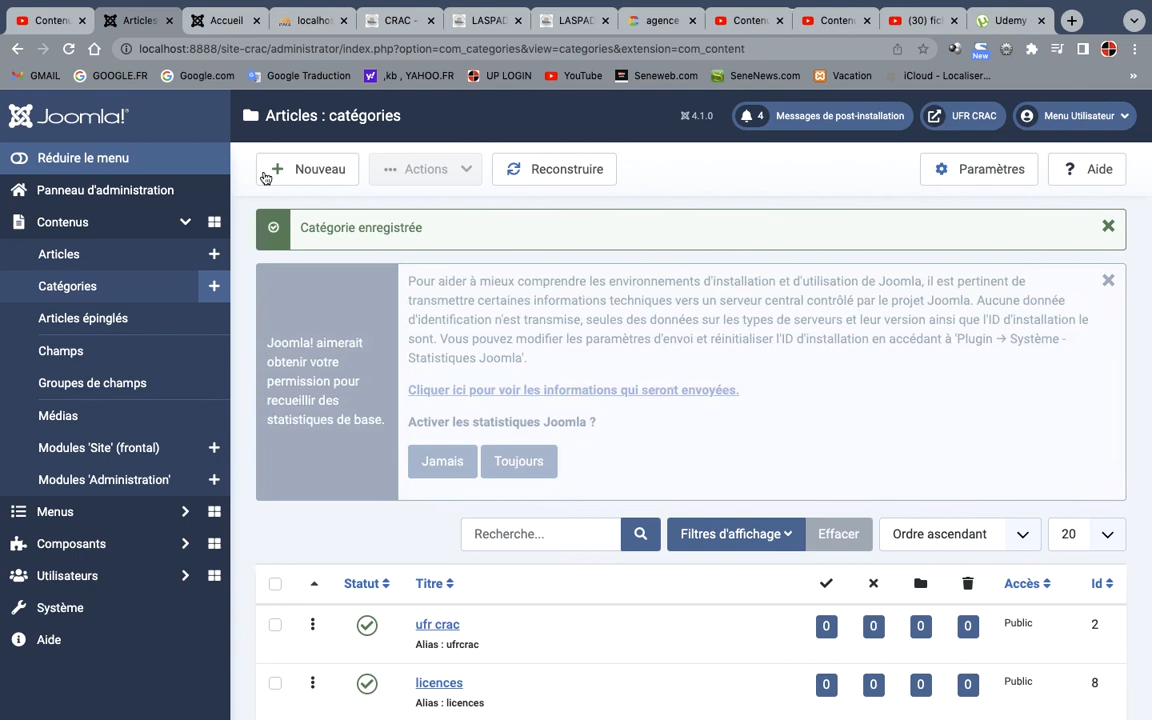 Contenu
Articles
Accueil
localhos
CRAC -
LASPAD
LASPAD
agence
Conten
Conten
(30) fic
Udemy
localhost:8888/site-crac/administrator/index.php?option=com_categories&view=categories&extension=com_content
New
GMAIL
GOOGLE.FR
Google.com
Google Traduction
,kb , YAHOO.FR
UP LOGIN
YouTube
Seneweb.com
SeneNews.com
Vacation
iCloud - Localiser...
»
Joomla!
Articles : catégories
4.1.0
4 Messages de post-installation
UFR CRAC
Menu Utilisateur
Réduire le menu
Nouveau
Actions
Reconstruire
Paramètres
? Aide
Panneau d'administration
Contenus
Articles
Catégories
Articles épinglés
Champs
Groupes de champs
Médias
Modules 'Site' (frontal)
Modules 'Administration'
Menus
Composants
Utilisateurs
Système
Aide
Catégorie enregistrée
Joomla! aimerait
obtenir votre
permission pour
recueillir des
statistiques de base.
Pour aider à mieux comprendre les environnements d'installation et d'utilisation de Joomla, il est pertinent de
transmettre certaines informations techniques vers un serveur central contrôlé par le projet Joomla. Aucune donnée
d'identification n'est transmise, seules des données sur les types de serveurs et leur version ainsi que l'ID d'installation le
sont. Vous pouvez modifier les paramètres d'envoi et réinitialiser l'ID d'installation en accédant à 'Plugin → Système -
Statistiques Joomla'.
Cliquer ici pour voir les informations qui seront envoyées.
Activer les statistiques Joomla ?
Jamais
Toujours
Recherche...
Filtres d'affichage
Effacer
Ordre ascendant
20
Statut
Titre
Accès
Id
ufr crac
0 0 0 0 Public 2
Alias : ufrcrac
licences
0 0 0 0 Public 8
Alias : licences